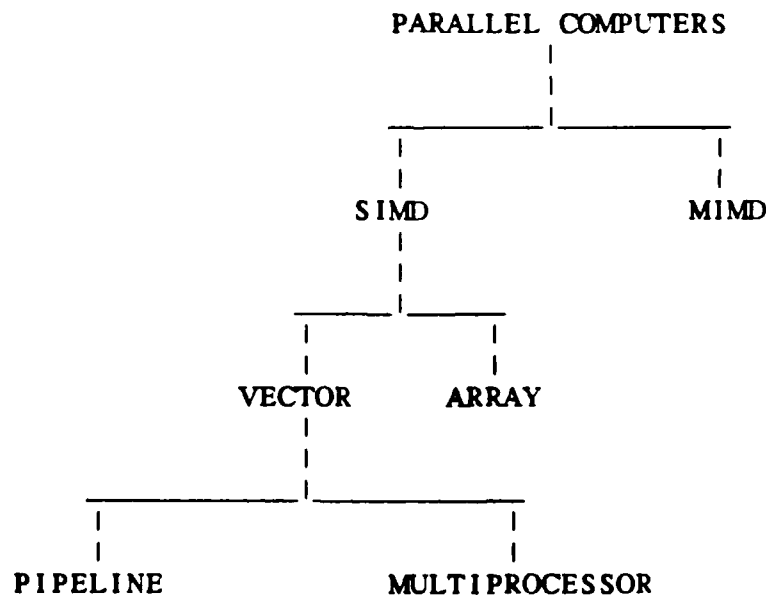 PARALLEL COMPUTERS
SIMD MIMD
VECTOR ARRAY
PIPELINE MULTIPROCESSOR